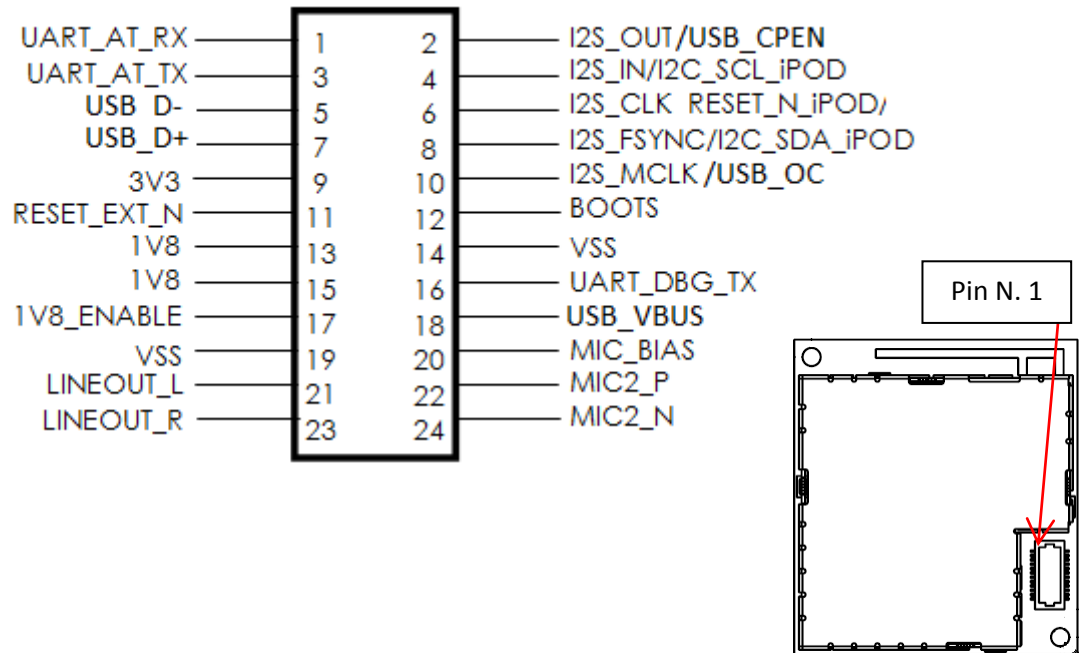 UART_AT_RX 1 2 I2S_OUT/USB_CPEN
UART_AT_TX 3 4 I2S_IN/I2C_SCL_iPOD
USB D- 5 6 I2S_CLK RESET_N_iPOD/
USB_D+ 7 8 I2S_FSYNC/I2C_SDA_iPOD
3V3 9 10 I2S_MCLK/USB_OC
RESET_EXT_N 11 12 BOOTS
1V8 13 14 VSS
1V8 15 16 UART_DBG_TX
1V8_ENABLE 17 18 USB_VBUS
VSS 19 20 MIC_BIAS
LINEOUT_L 21 22 MIC2_P
LINEOUT_R 23 24 MIC2_N
Pin N. 1